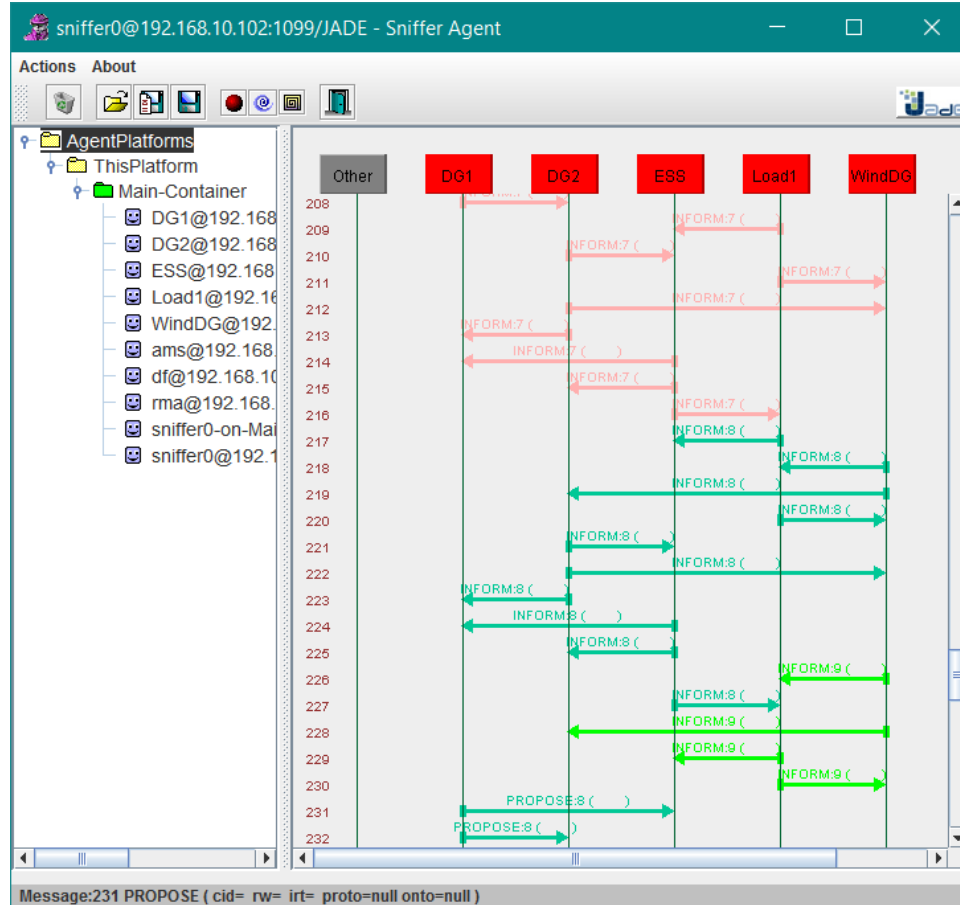 sniffer0@192.168.10.102:1099/JADE - Sniffer Agent
Actions About
Jade
AgentPlatforms
ThisPlatform
Main-Container
DG1@192.168
DG2@192.168
ESS@192.168
Load1@192.16
WindDG@192.
ams@192.168.
df@192.168.10
rma@192.168.
sniffer0-on-Mai
sniffer0@192.1
Other DG1 DG2 ESS Load1 WindDG
208
209 INFORM:7 ( )
210 INFORM:7 ( )
211 INFORM:7 ( )
212 INFORM:7 ( )
213 INFORM:7 ( )
214 INFORM:7 ( )
215 INFORM:7 ( )
216 INFORM:7 ( )
217 INFORM:8 ( )
218 INFORM:8 ( )
219 INFORM:8 ( )
220 INFORM:8 ( )
221 INFORM:8 ( )
222 INFORM:8 ( )
223 INFORM:8 ( )
224 INFORM:8 ( )
225 INFORM:8 ( )
226 INFORM:9 ( )
227 INFORM:8 ( )
228 INFORM:9 ( )
229 INFORM:9 ( )
230 INFORM:9 ( )
231 PROPOSE:8 ( )
232 PROPOSE:8 ( )
Message:231 PROPOSE ( cid= rw= irt= proto=null onto=null )